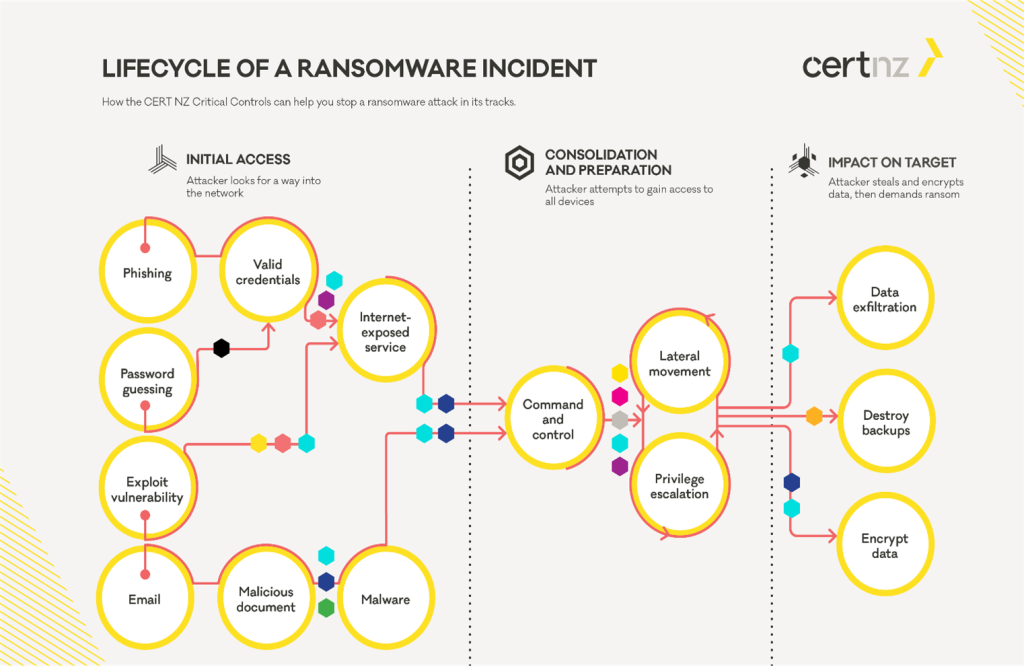 LIFECYCLE OF A RANSOMWARE INCIDENT
certnz
How the CERT NZ Critical Controls can help you stop a ransomware attack in its tracks.
INITIAL ACCESS
Attacker looks for a way into
the network
CONSOLIDATION
AND PREPARATION
Attacker attempts to gain access to
all devices
IMPACT ON TARGET
Attacker steals and encrypts
data, then demands ransom
Phishing
Valid
credentials
Internet-
exposed
service
Password
guessing
Exploit
vulnerability
Email
Malicious
document
Malware
Command
and
control
Lateral
movement
Privilege
escalation
Data
exfiltration
Destroy
backups
Encrypt
data